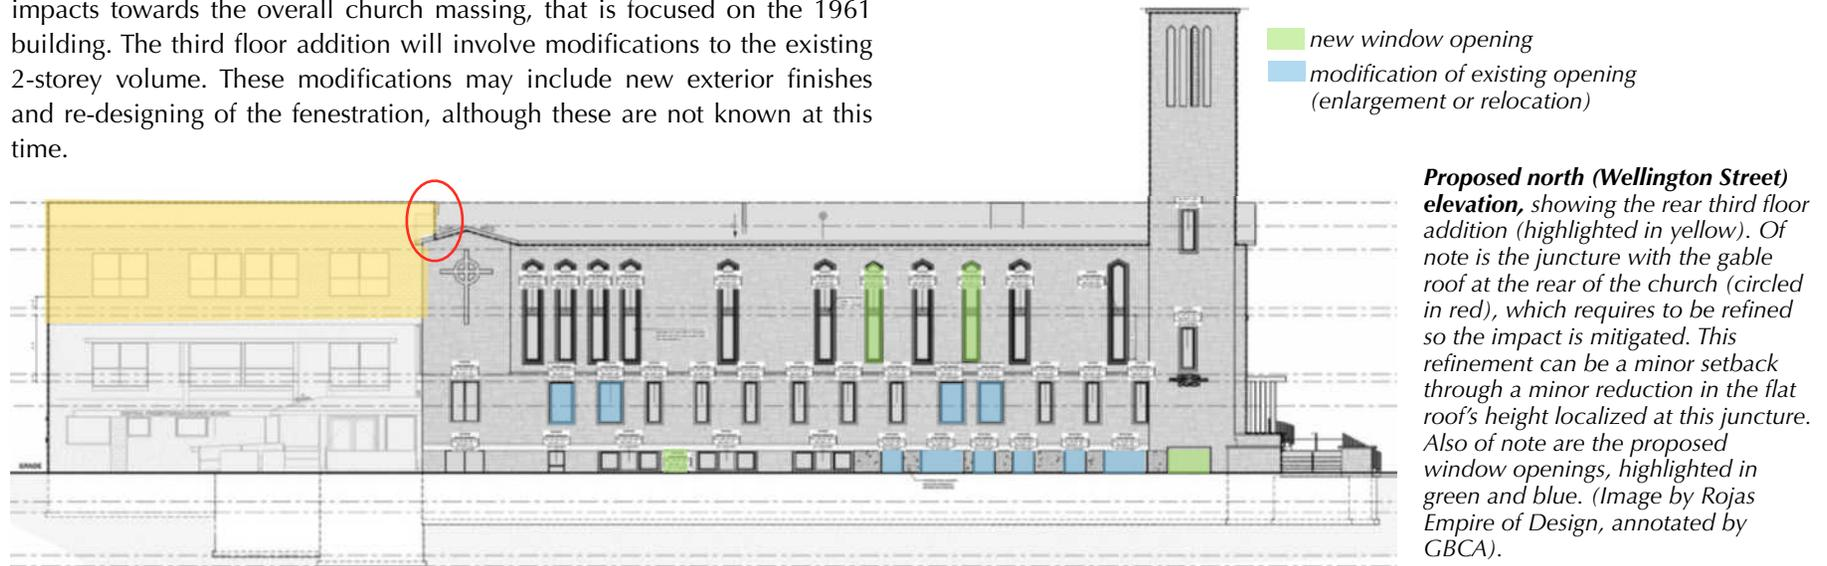 impacts towards the overall church massing, that is focused on the 1961
building. The third floor addition will involve modifications to the existing
2-storey volume. These modifications may include new exterior finishes
and re-designing of the fenestration, although these are not known at this
time.
new window opening
modification of existing opening
(enlargement or relocation)
Proposed north (Wellington Street)
elevation, showing the rear third floor
addition (highlighted in yellow). Of
note is the juncture with the gable
roof at the rear of the church (circled
in red), which requires to be refined
so the impact is mitigated. This
refinement can be a minor setback
through a minor reduction in the flat
roof's height localized at this juncture.
Also of note are the proposed
window openings, highlighted in
green and blue. (Image by Rojas
Empire of Design, annotated by
GBCA).
GRADE